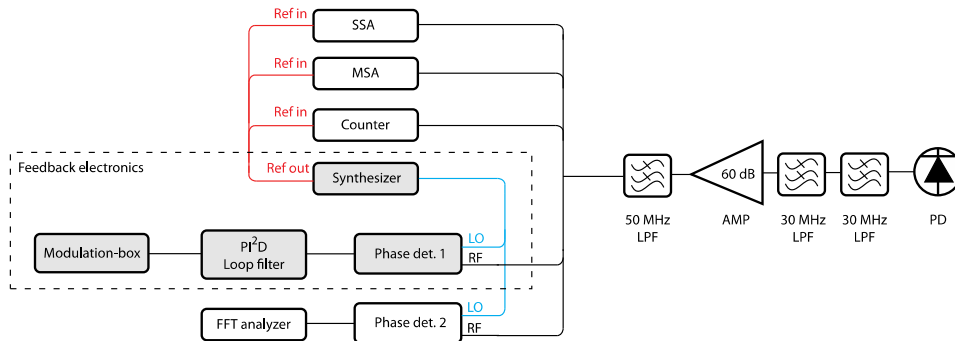 Ref in
SSA
Ref in
MSA
Ref in
Counter
Feedback electronics
Ref out
Synthesizer
60 dB
50 MHz
LPF
AMP
30 MHz
LPF
30 MHz
LPF
PD
Modulation-box
PI²D
Loop filter
Phase det. 1
LO
RF
FFT analyzer
Phase det. 2
LO
RF